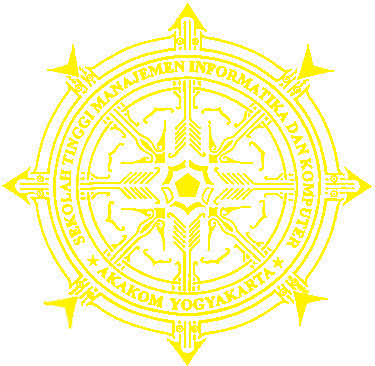 SEKOLAH TINGGI MANAJEMEN INFORMATIKA DAN KOMPUTER
AKAKOM YOGYAKARTA